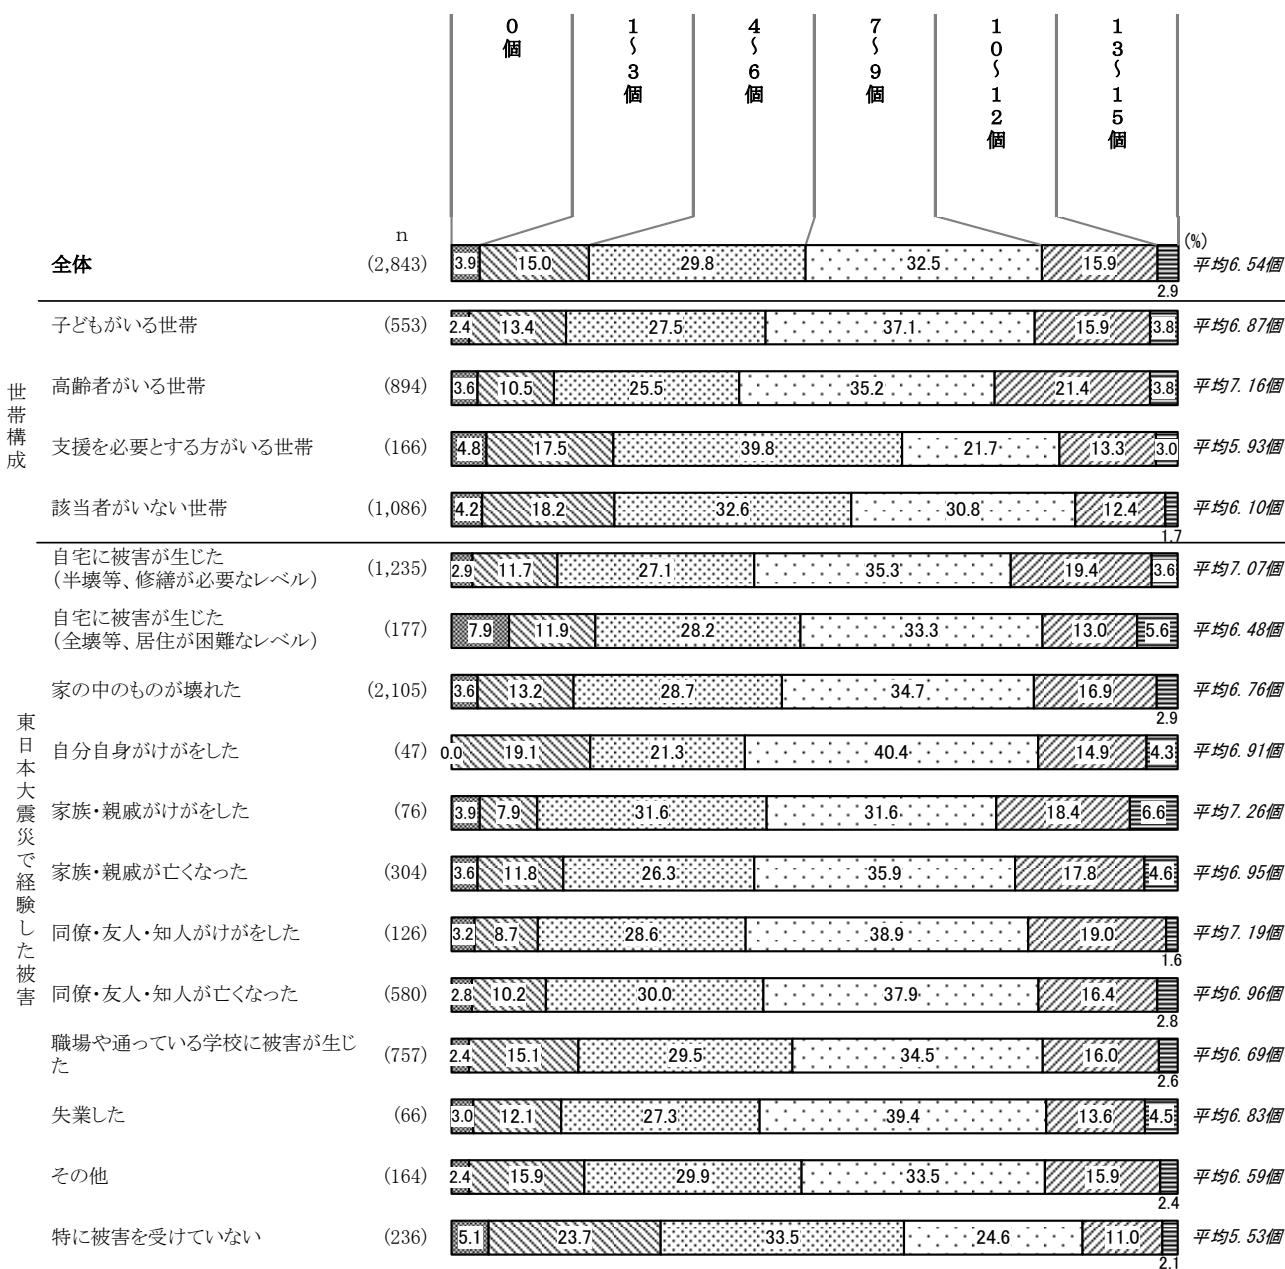 0個
1～3個
4～6個
7～9個
10～12個
13～15個
n
(%)
全体 (2,843) 3.9 15.0 29.8 32.5 15.9 2.9 平均6.54個
世帯構成
子どもがいる世帯 (553) 2.4 13.4 27.5 37.1 15.9 3.8 平均6.87個
高齢者がいる世帯 (894) 3.6 10.5 25.5 35.2 21.4 3.8 平均7.16個
支援を必要とする方がいる世帯 (166) 4.8 17.5 39.8 21.7 13.3 3.0 平均5.93個
該当者がいない世帯 (1,086) 4.2 18.2 32.6 30.8 12.4 1.7 平均6.10個
東日本大震災で経験した被害
自宅に被害が生じた
（半壊等、修繕が必要なレベル） (1,235) 2.9 11.7 27.1 35.3 19.4 3.6 平均7.07個
自宅に被害が生じた
（全壊等、居住が困難なレベル） (177) 7.9 11.9 28.2 33.3 13.0 5.6 平均6.48個
家の中のものが壊れた (2,105) 3.6 13.2 28.7 34.7 16.9 2.9 平均6.76個
自分自身がけがをした (47) 0.0 19.1 21.3 40.4 14.9 4.3 平均6.91個
家族・親戚がけがをした (76) 3.9 7.9 31.6 31.6 18.4 6.6 平均7.26個
家族・親戚が亡くなった (304) 3.6 11.8 26.3 35.9 17.8 4.6 平均6.95個
同僚・友人・知人がけがをした (126) 3.2 8.7 28.6 38.9 19.0 1.6 平均7.19個
同僚・友人・知人が亡くなった (580) 2.8 10.2 30.0 37.9 16.4 2.8 平均6.96個
職場や通っている学校に被害が生じ
た (757) 2.4 15.1 29.5 34.5 16.0 2.6 平均6.69個
失業した (66) 3.0 12.1 27.3 39.4 13.6 4.5 平均6.83個
その他 (164) 2.4 15.9 29.9 33.5 15.9 2.4 平均6.59個
特に被害を受けていない (236) 5.1 23.7 33.5 24.6 11.0 2.1 平均5.53個